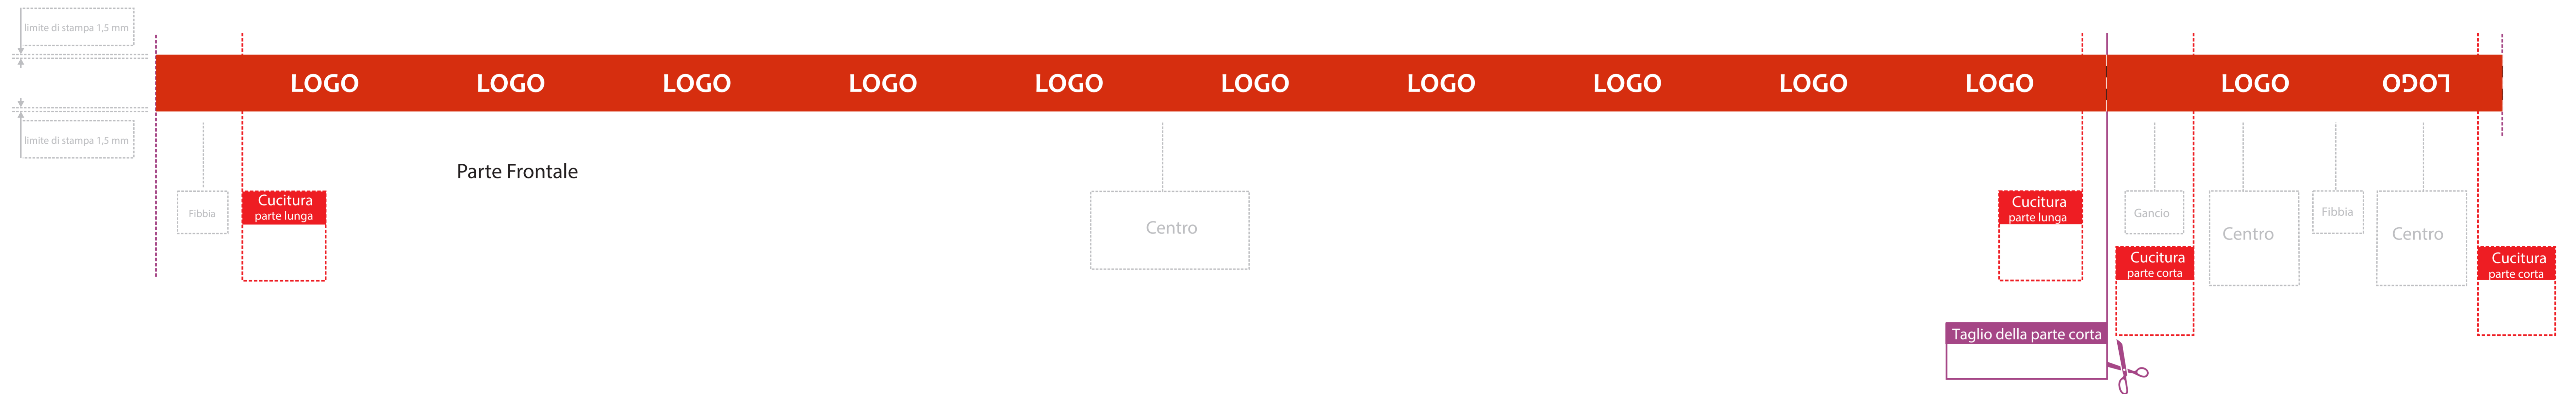 limite di stampa 1,5 mm
LOGO LOGO LOGO LOGO LOGO LOGO LOGO LOGO LOGO LOGO LOGO LOGO
limite di stampa 1,5 mm
Parte Frontale
Fibbia
Cucitura
parte lunga
Centro
Cucitura
parte lunga
Gancio
Centro
Fibbia
Centro
Cucitura
parte corta
Cucitura
parte corta
Taglio della parte corta